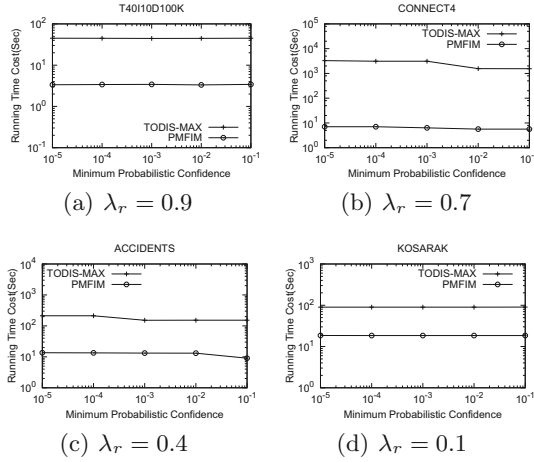 T40I10D100K
Running Time Cost(Sec)
10^2
10^1
10^0
10^-1
TODIS-MAX
PMFIM
10^-5 10^-4 10^-3 10^-2 10^-1
Minimum Probabilistic Confidence
(a) λ_r = 0.9
CONNECT4
Running Time Cost(Sec)
10^5
10^4
10^3
10^2
10^1
10^0
TODIS-MAX
PMFIM
10^-5 10^-4 10^-3 10^-2 10^-1
Minimum Probabilistic Confidence
(b) λ_r = 0.7
ACCIDENTS
Running Time Cost(Sec)
10^4
10^3
10^2
10^1
10^0
TODIS-MAX
PMFIM
10^-5 10^-4 10^-3 10^-2 10^-1
Minimum Probabilistic Confidence
(c) λ_r = 0.4
KOSARAK
Running Time Cost(Sec)
10^3
10^2
10^1
10^0
TODIS-MAX
PMFIM
10^-5 10^-4 10^-3 10^-2 10^-1
Minimum Probabilistic Confidence
(d) λ_r = 0.1